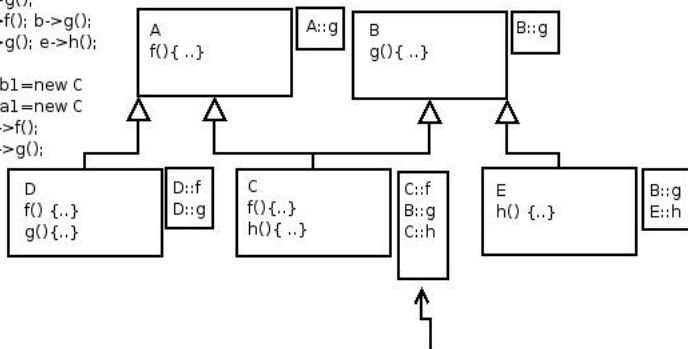 >g();
>f(); b->g();
>g(); e->h();
b1=new C
a1=new C
->f();
->g();
A
f(){ ..}
A::g
B
g(){ ..}
B::g
D
f() {..}
g(){..}
D::f
D::g
C
f(){..}
h(){ ..}
C::f
B::g
C::h
E
h() {..}
B::g
E::h